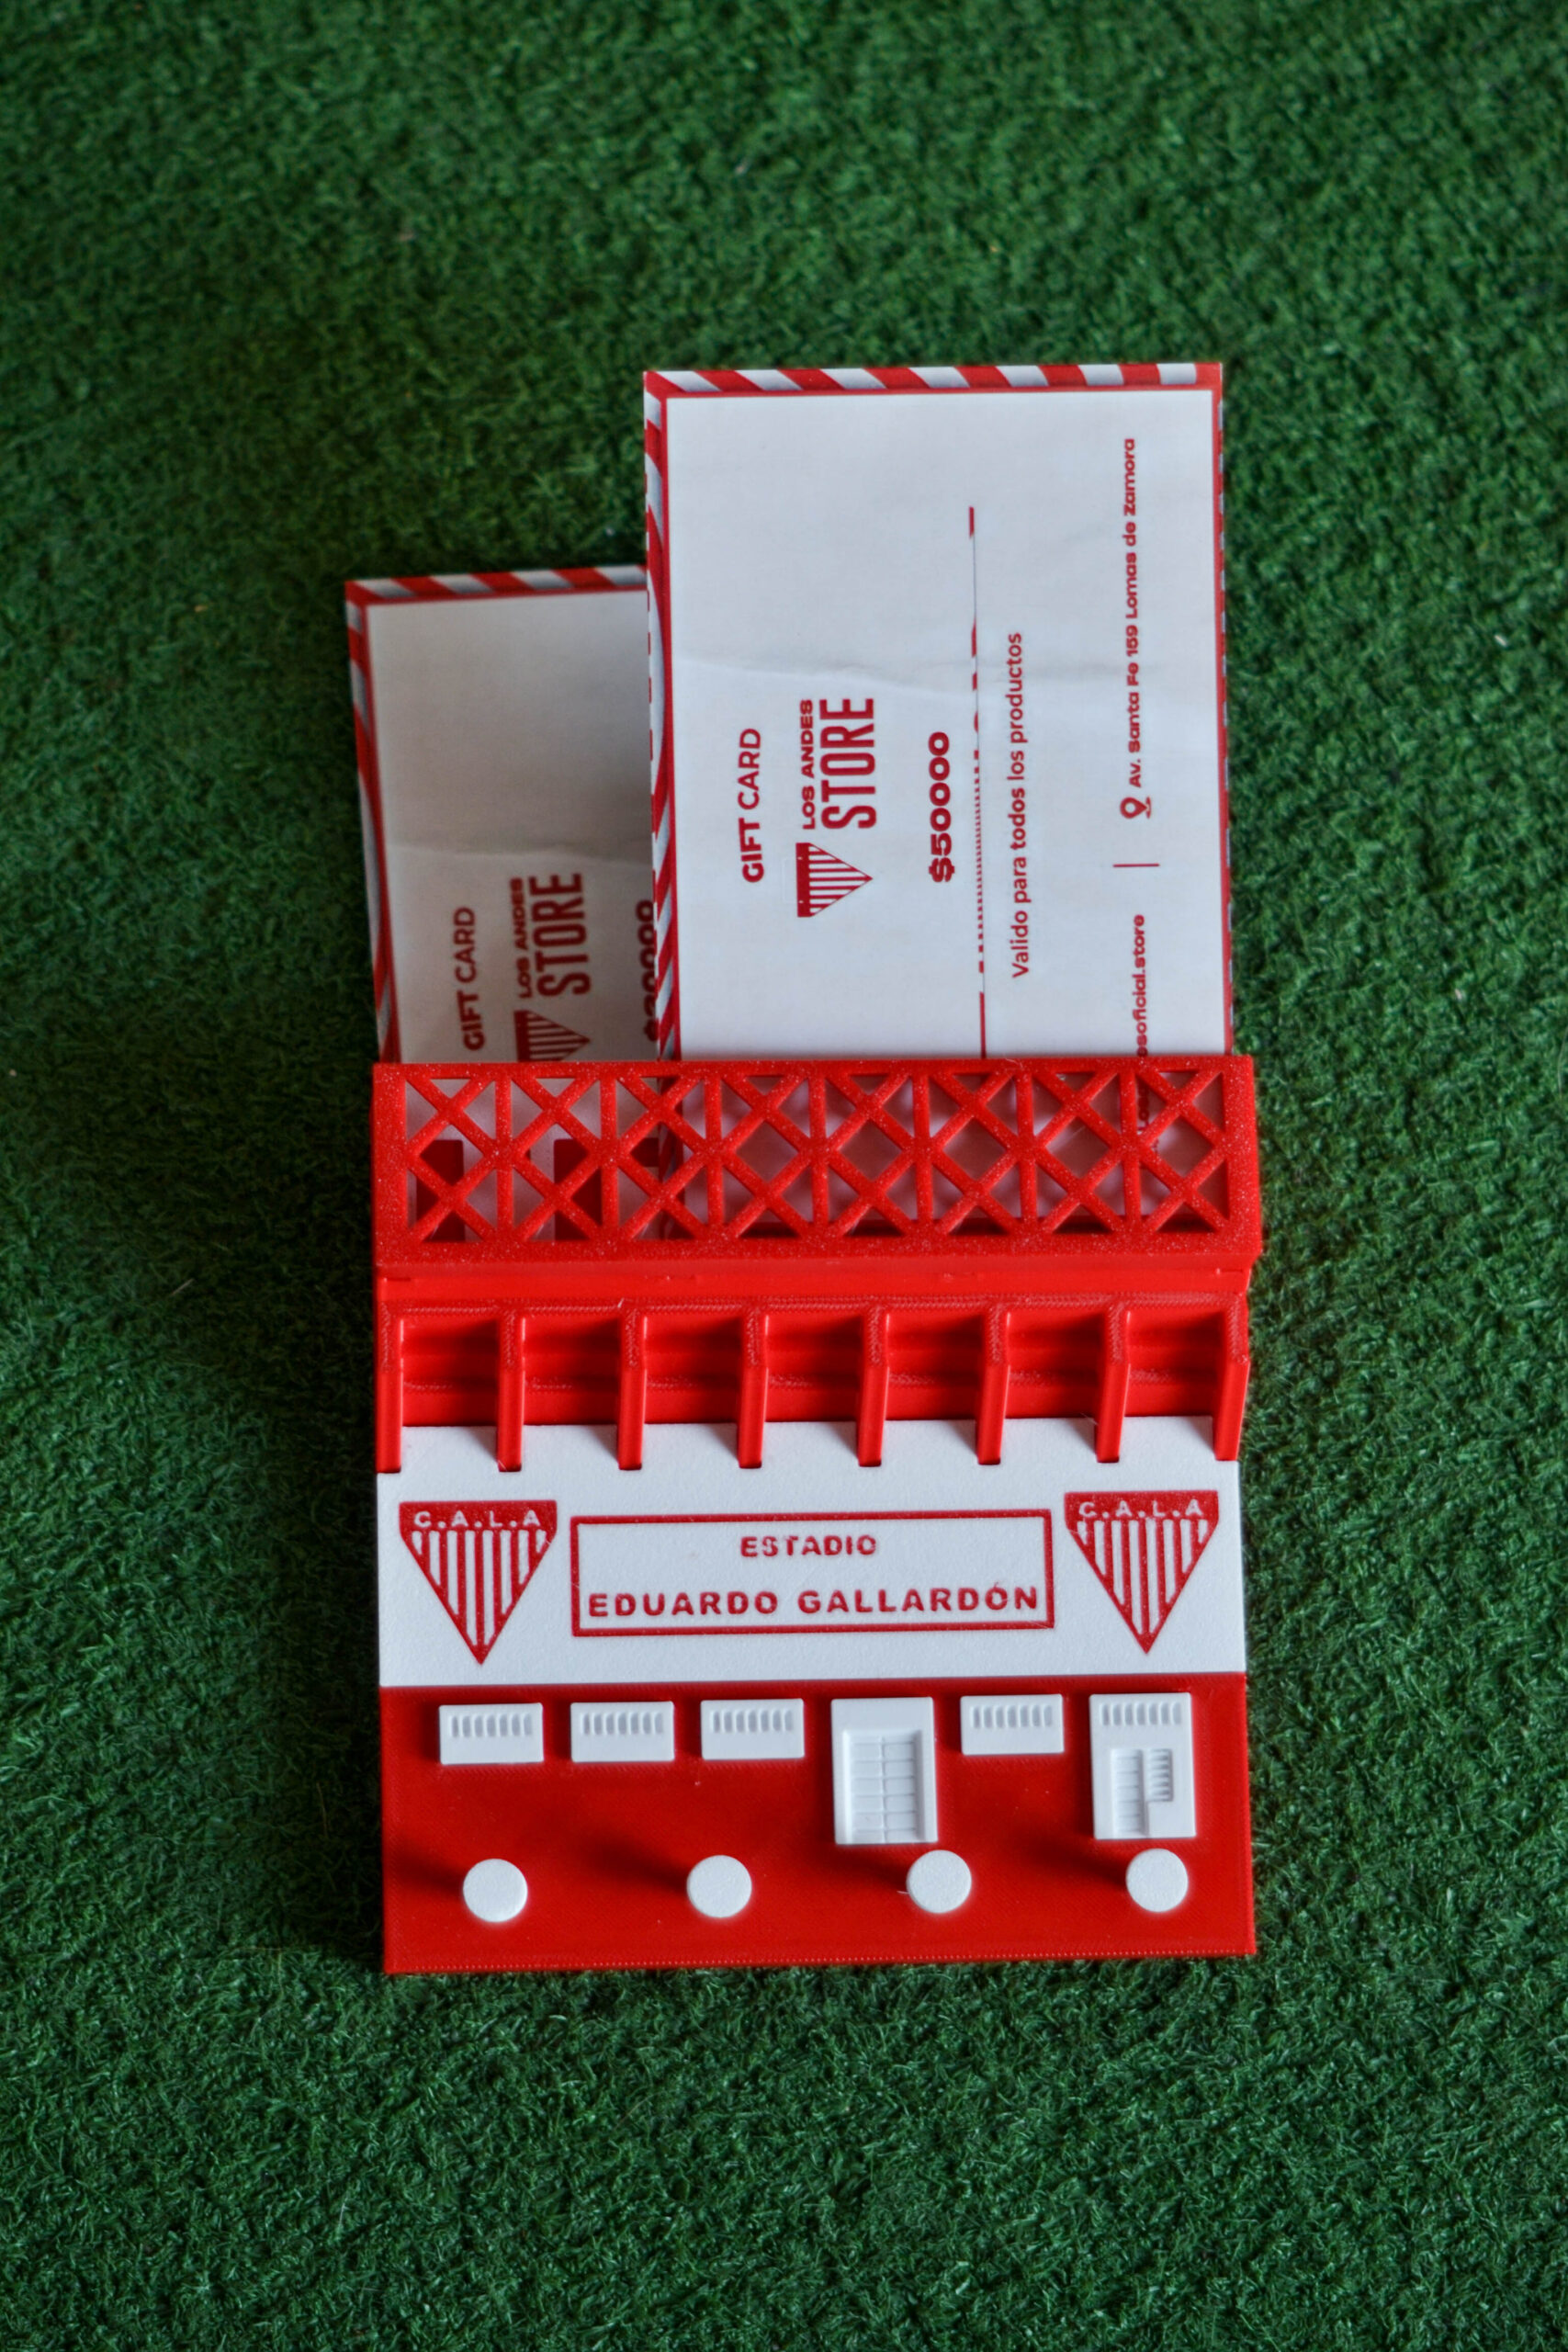 GIFT CARD
LOS ANDES
STORE
$50000
Valido para todos los productos
Av. Santa Fe 159 Lomas de Zamora
GIFT CARD
LOS ANDES
STORE
C.A.L.A
ESTADIO
EDUARDO GALLARDÓN
C.A.L.A